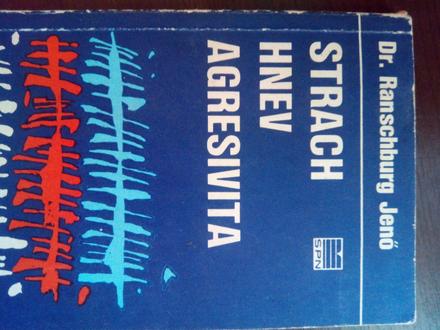 Dr. Ranschburg Jenő
STRACH
HNEV
AGRESIVITA
SPN